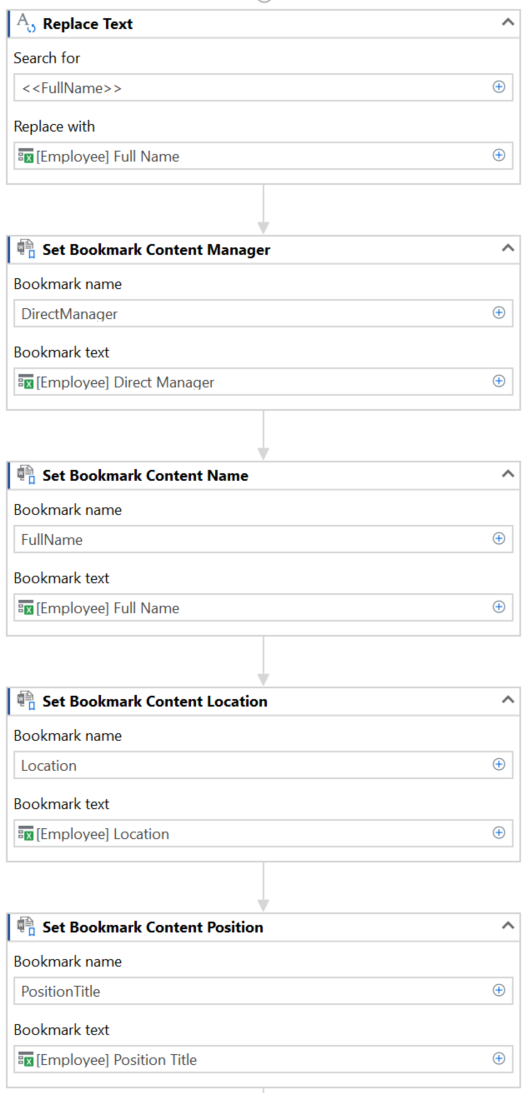 Replace Text
Search for
<<FullName>>
Replace with
[Employee] Full Name
Set Bookmark Content Manager
Bookmark name
DirectManager
Bookmark text
[Employee] Direct Manager
Set Bookmark Content Name
Bookmark name
FullName
Bookmark text
[Employee] Full Name
Set Bookmark Content Location
Bookmark name
Location
Bookmark text
[Employee] Location
Set Bookmark Content Position
Bookmark name
PositionTitle
Bookmark text
[Employee] Position Title